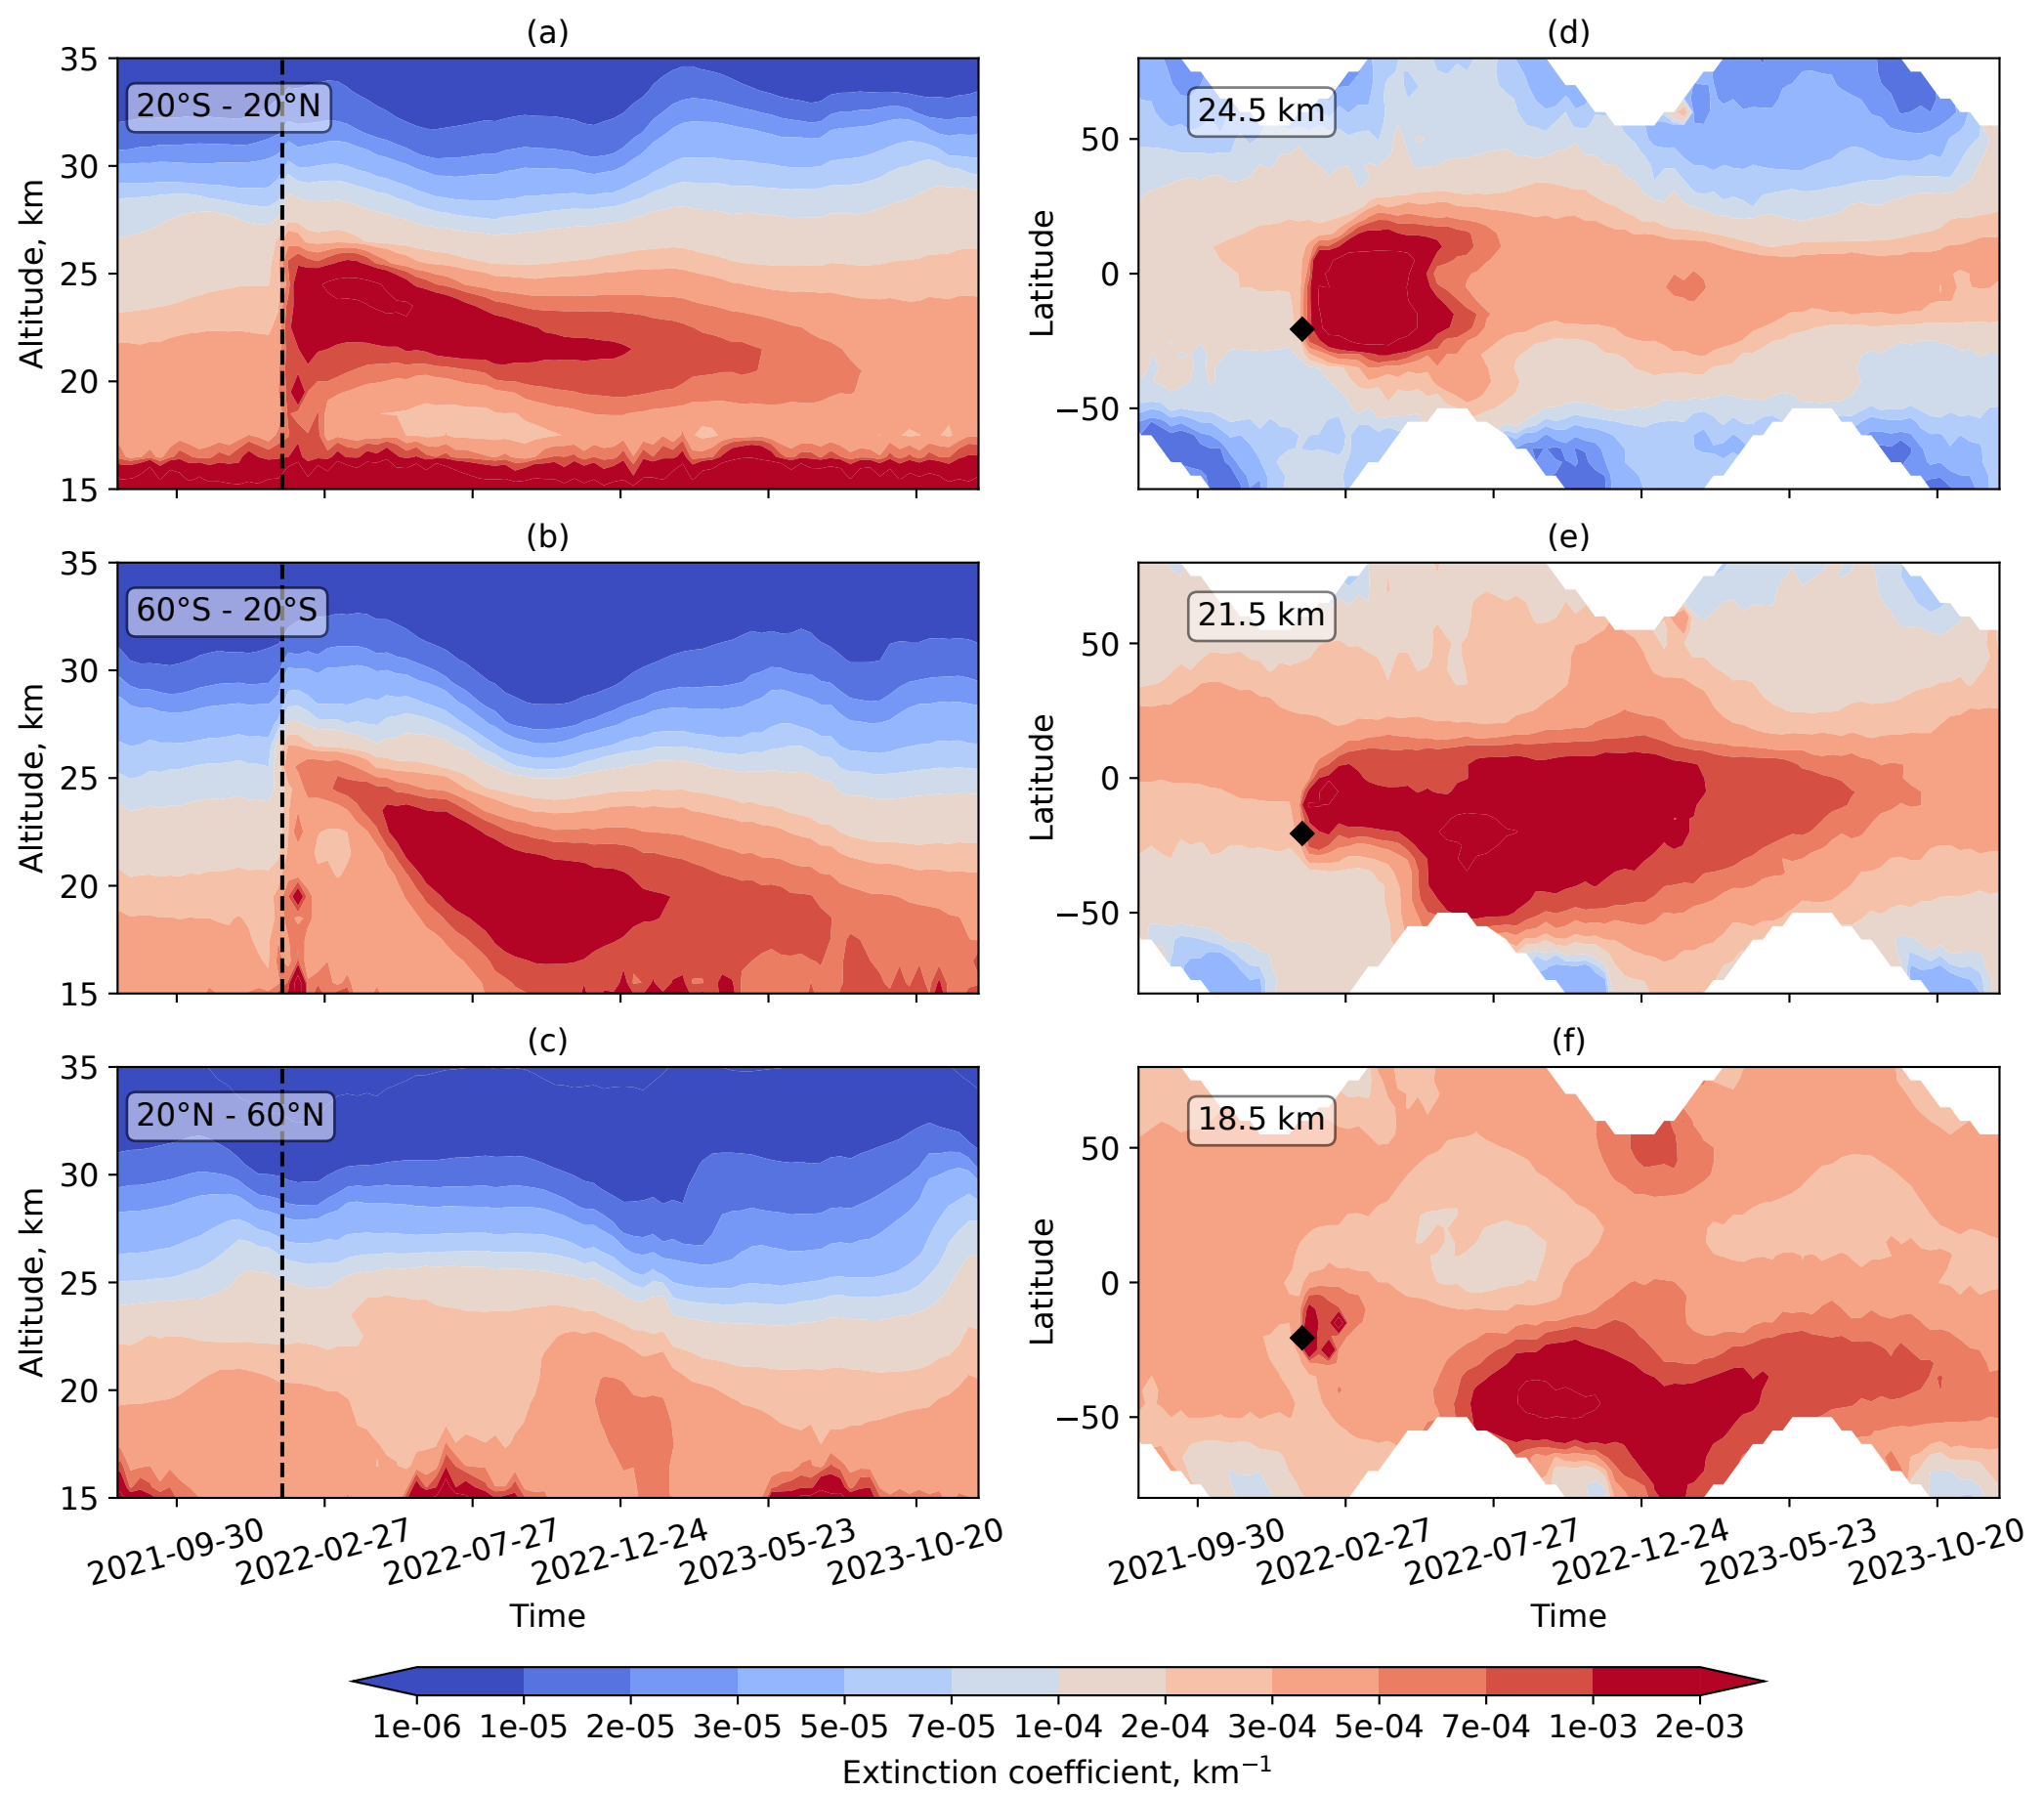 (a)
35
30
25
20
15
Altitude, km
20°S - 20°N
(d)
50
0
−50
Latitude
24.5 km
(b)
35
30
25
20
15
Altitude, km
60°S - 20°S
(e)
50
0
−50
Latitude
21.5 km
(c)
35
30
25
20
15
Altitude, km
20°N - 60°N
2021-09-30 2022-02-27 2022-07-27 2022-12-24 2023-05-23 2023-10-20
Time
(f)
50
0
−50
Latitude
18.5 km
2021-09-30 2022-02-27 2022-07-27 2022-12-24 2023-05-23 2023-10-20
Time
1e-06 1e-05 2e-05 3e-05 5e-05 7e-05 1e-04 2e-04 3e-04 5e-04 7e-04 1e-03 2e-03
Extinction coefficient, km⁻¹